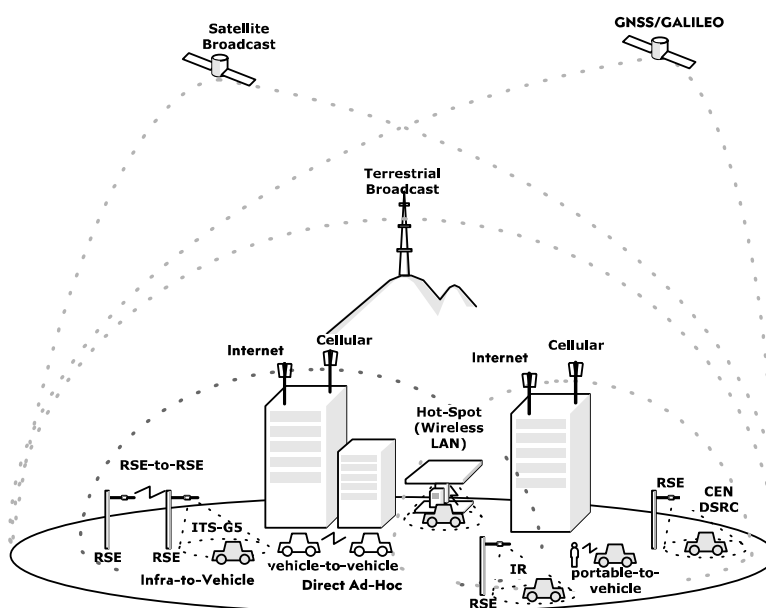 Satellite
Broadcast
GNSS/GALILEO
Terrestrial
Broadcast
Internet
Cellular
Internet
Cellular
Hot-Spot
(Wireless
LAN)
RSE-to-RSE
RSE
CEN
DSRC
ITS-G5
RSE
RSE
Infra-to-Vehicle
vehicle-to-vehicle
Direct Ad-Hoc
IR
RSE
portable-to-
vehicle